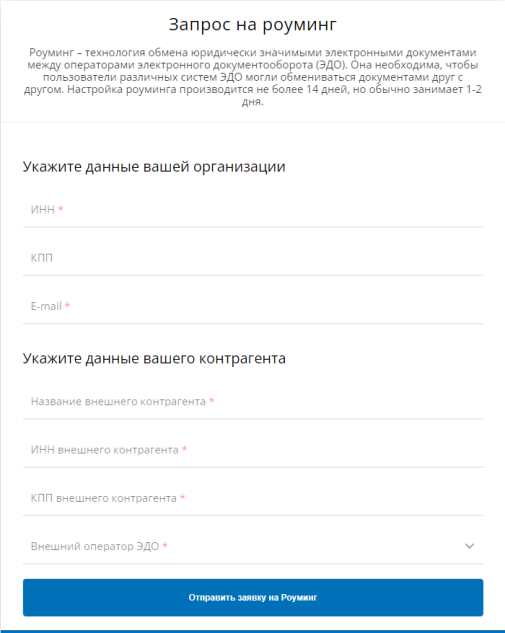 Запрос на роуминг
Роуминг – технология обмена юридически значимыми электронными документами
между операторами электронного документооборота (ЭДО). Она необходима, чтобы
пользователи различных систем ЭДО могли обмениваться документами друг с
другом. Настройка роуминга производится не более 14 дней, но обычно занимает 1-2
дня.
Укажите данные вашей организации
ИНН *
КПП
E-mail *
Укажите данные вашего контрагента
Название внешнего контрагента *
ИНН внешнего контрагента *
КПП внешнего контрагента *
Внешний оператор ЭДО *
Отправить заявку на Роуминг